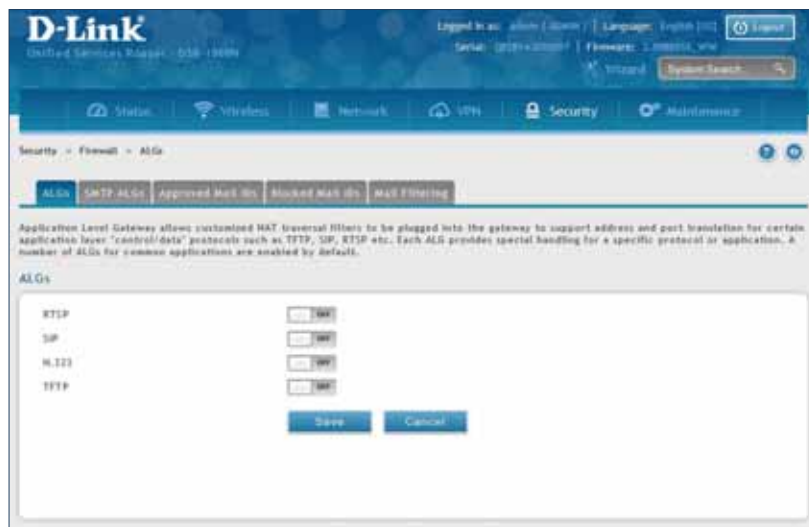 D-Link
Logged in as: admin ( ADMIN ) | Language: English [US]
Logout
Unified Services Router -
Serial: | Firmware:
Wizard
System Search...
Status
Wireless
Network
VPN
Security
Maintenance
Security » Firewall » ALGs
ALGs
SMTP ALGs
Approved Mail IDs
Blocked Mail IDs
Mail Filtering
Application Level Gateway allows customized NAT traversal filters to be plugged into the gateway to support address and port translation for certain
application layer "control/data" protocols such as TFTP, SIP, RTSP etc. Each ALG provides special handling for a specific protocol or application. A
number of ALGs for common applications are enabled by default.
ALGs
RTSP
OFF
SIP
OFF
H.323
OFF
TFTP
OFF
Save
Cancel